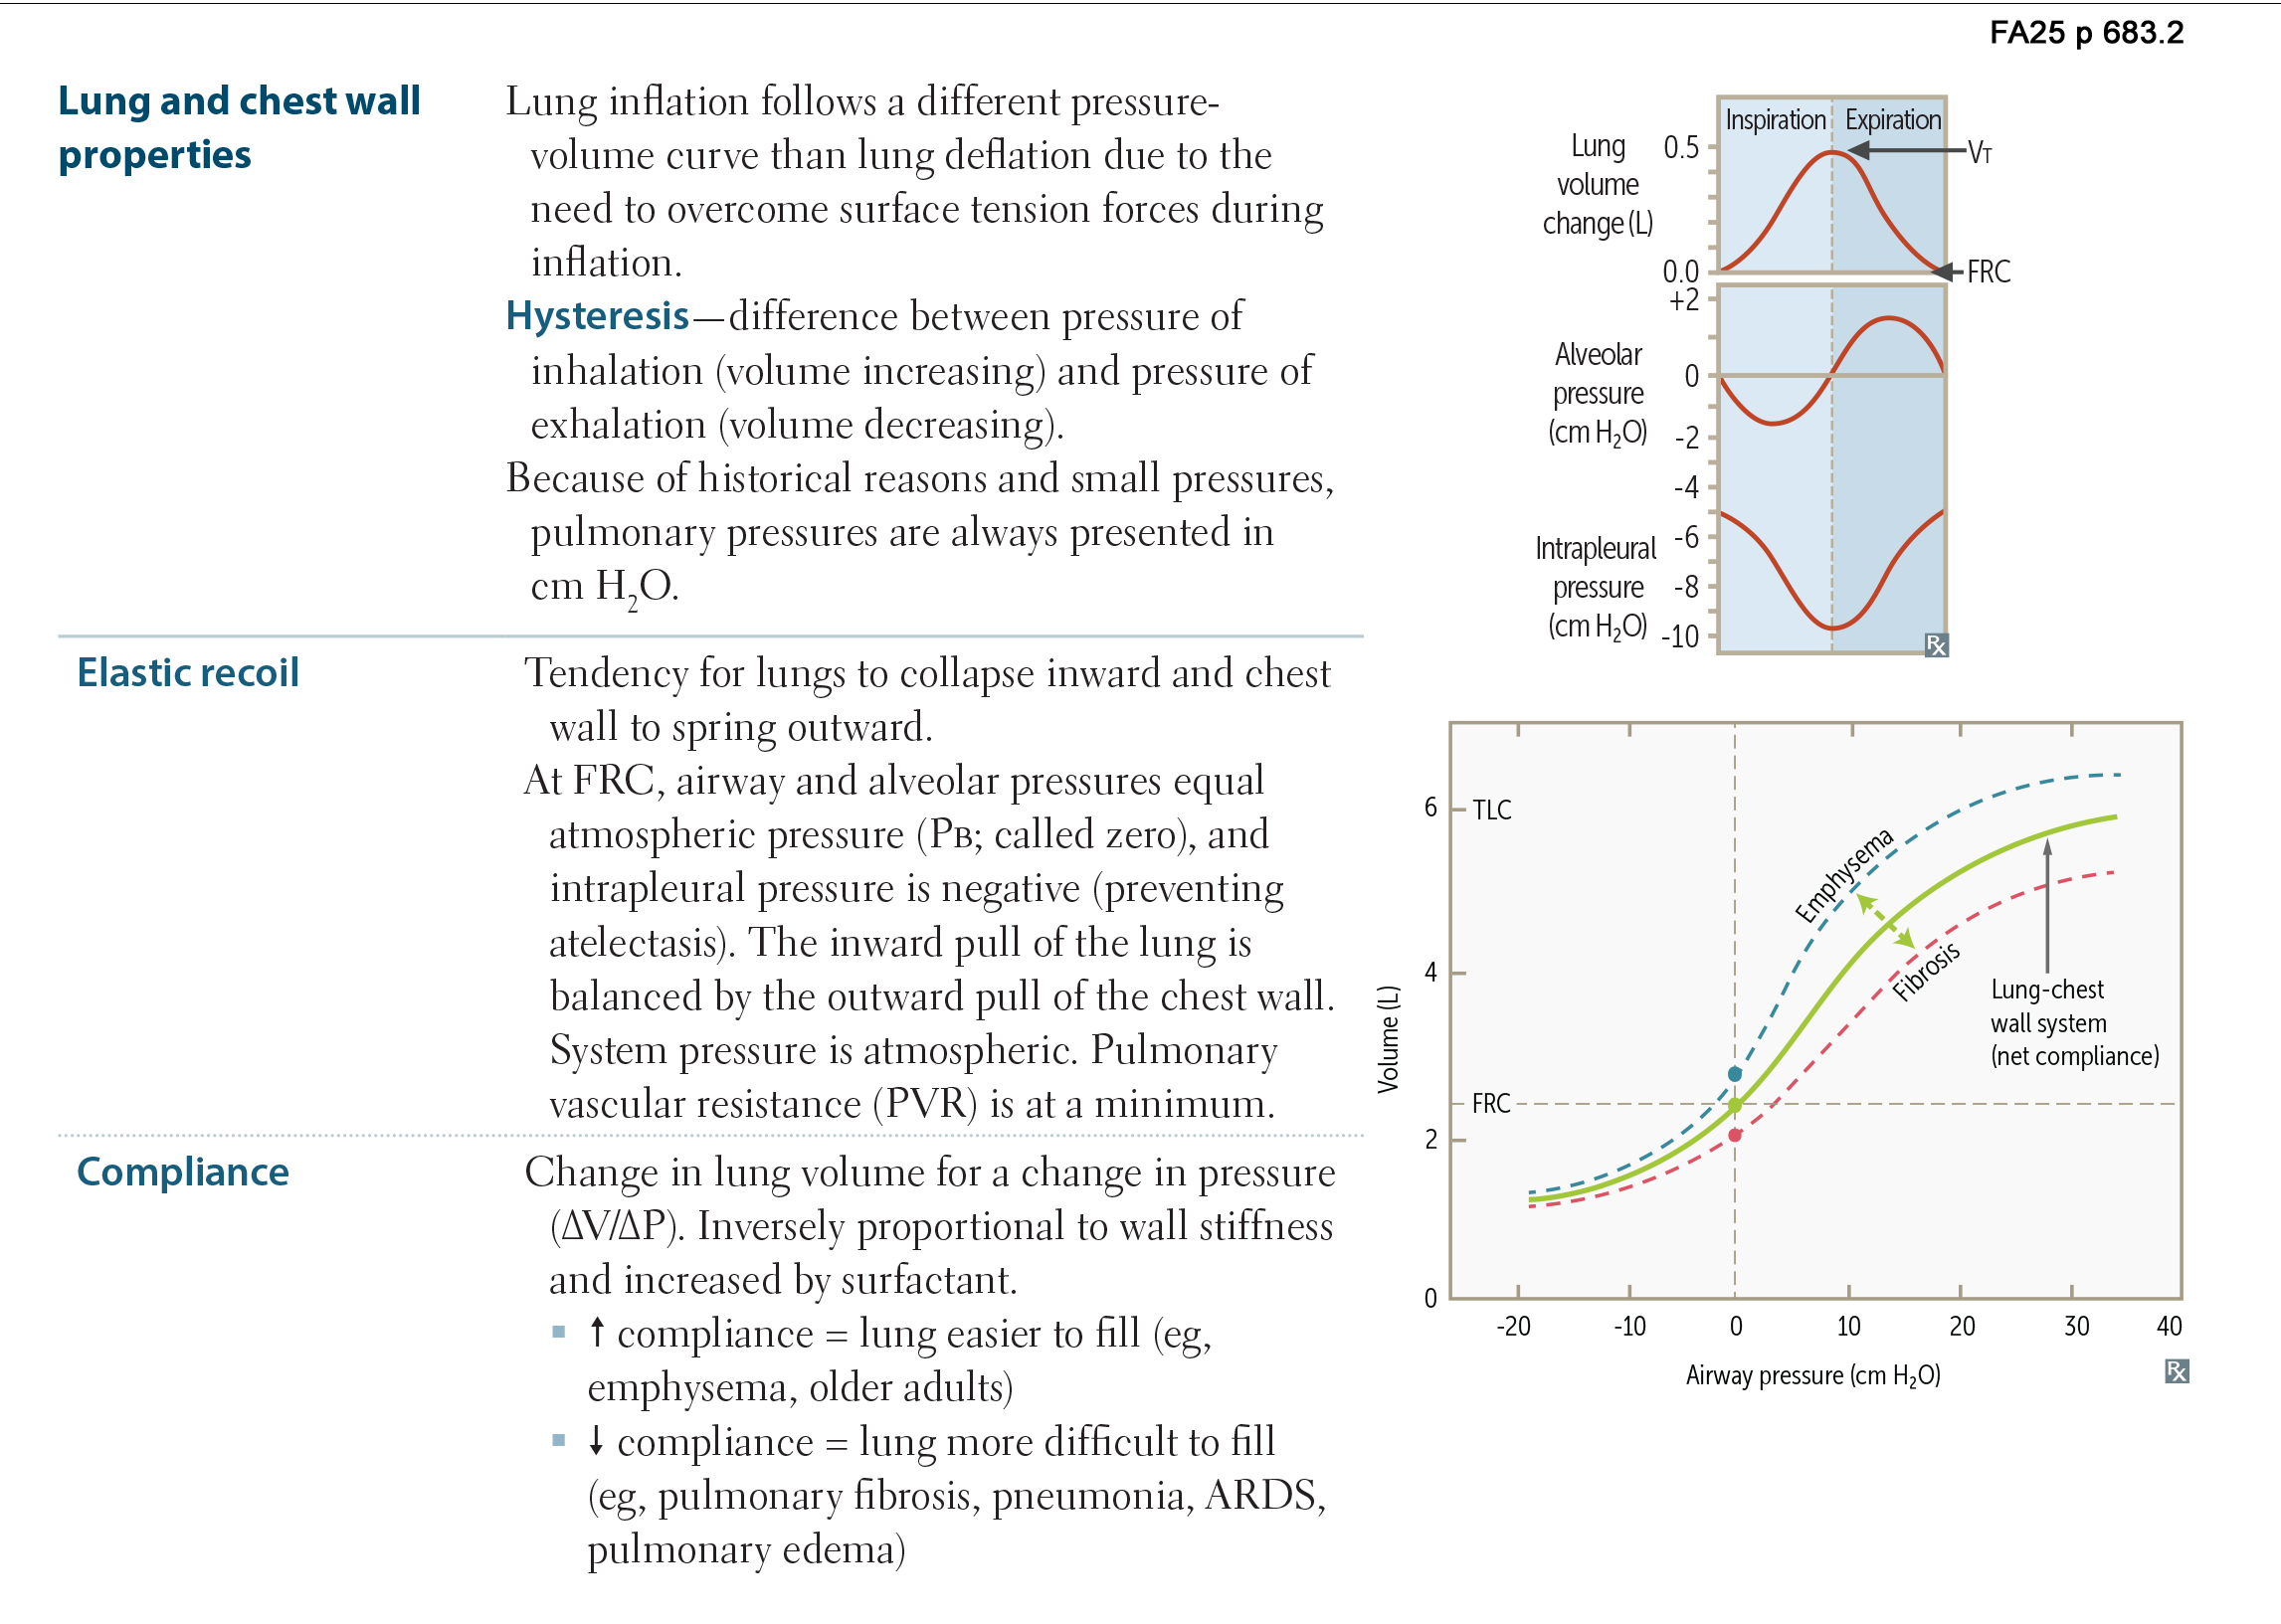 FA25 p 683.2
Lung and chest wall
properties
Lung inflation follows a different pressure-
volume curve than lung deflation due to the
need to overcome surface tension forces during
inflation.
Hysteresis—difference between pressure of
inhalation (volume increasing) and pressure of
exhalation (volume decreasing).
Because of historical reasons and small pressures,
pulmonary pressures are always presented in
cm H₂O.
Elastic recoil
Tendency for lungs to collapse inward and chest
wall to spring outward.
At FRC, airway and alveolar pressures equal
atmospheric pressure (PB; called zero), and
intrapleural pressure is negative (preventing
atelectasis). The inward pull of the lung is
balanced by the outward pull of the chest wall.
System pressure is atmospheric. Pulmonary
vascular resistance (PVR) is at a minimum.
Compliance
Change in lung volume for a change in pressure
(ΔV/ΔP). Inversely proportional to wall stiffness
and increased by surfactant.
▪ ↑ compliance = lung easier to fill (eg,
emphysema, older adults)
▪ ↓ compliance = lung more difficult to fill
(eg, pulmonary fibrosis, pneumonia, ARDS,
pulmonary edema)
Inspiration Expiration
Lung
volume
change (L)
0.5
0.0
VT
FRC
Alveolar
pressure
(cm H₂O)
+2
0
-2
-4
Intrapleural
pressure
(cm H₂O)
-6
-8
-10
Rx
Volume (L)
6
4
2
0
TLC
FRC
Emphysema
Fibrosis
Lung-chest
wall system
(net compliance)
-20 -10 0 10 20 30 40
Airway pressure (cm H₂O)
Rx